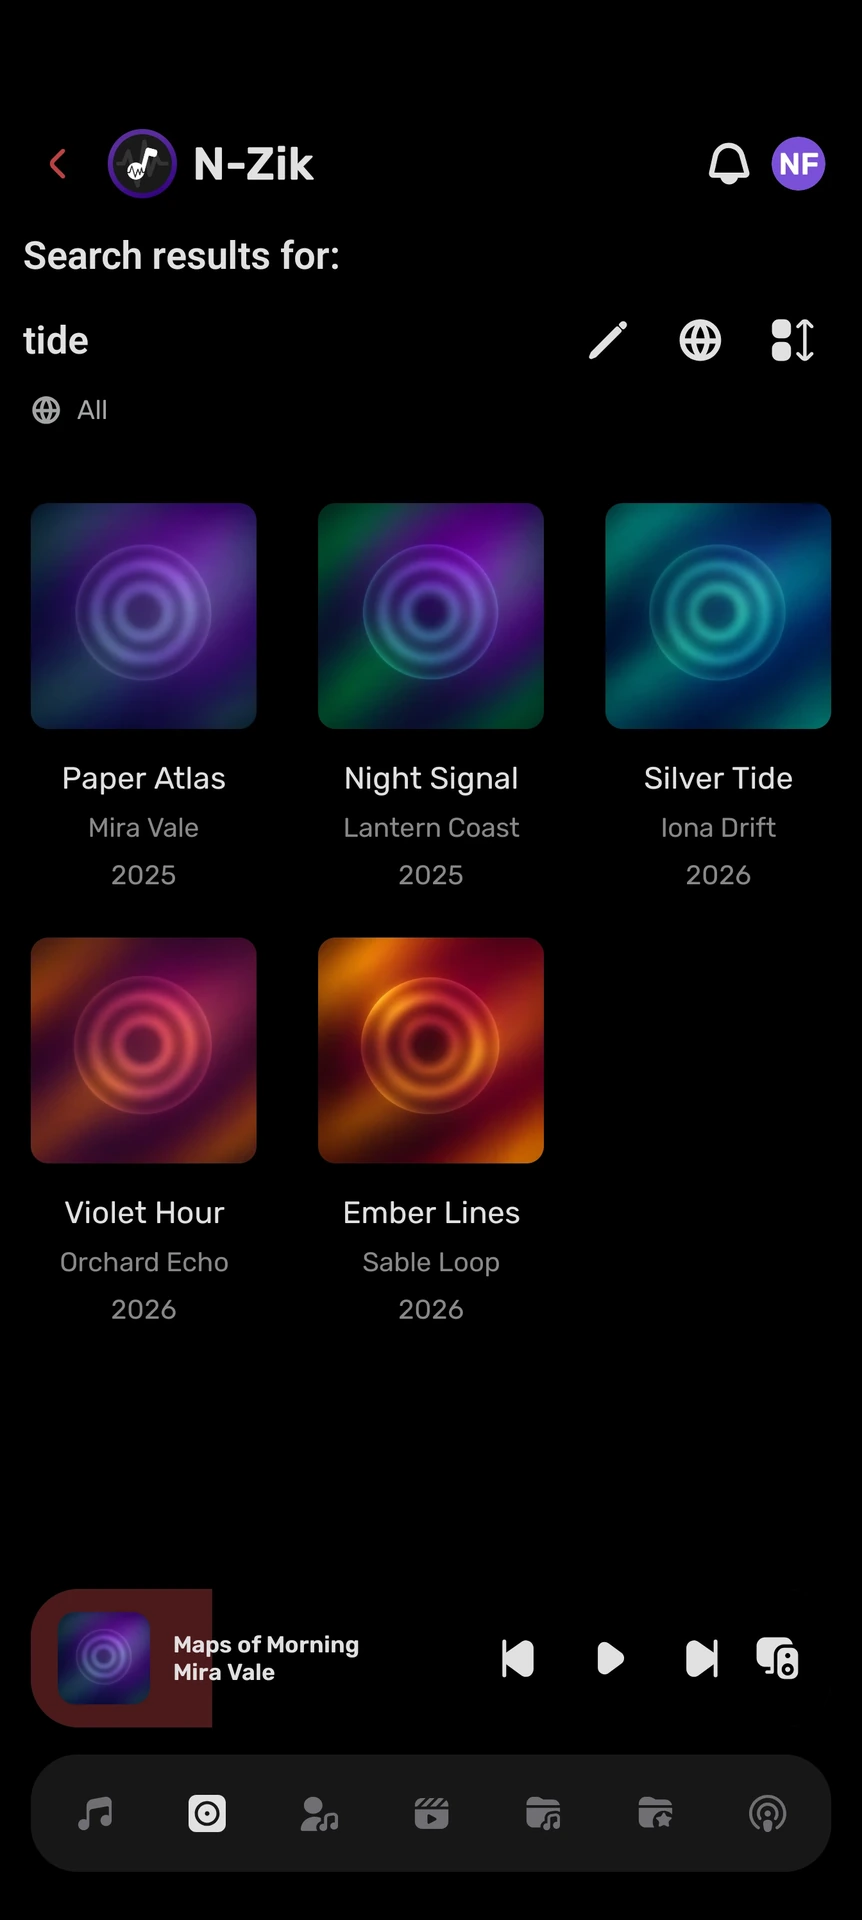 N-Zik
NF
Search results for:
tide
All
Paper Atlas
Mira Vale
2025
Night Signal
Lantern Coast
2025
Silver Tide
Iona Drift
2026
Violet Hour
Orchard Echo
2026
Ember Lines
Sable Loop
2026
Maps of Morning
Mira Vale